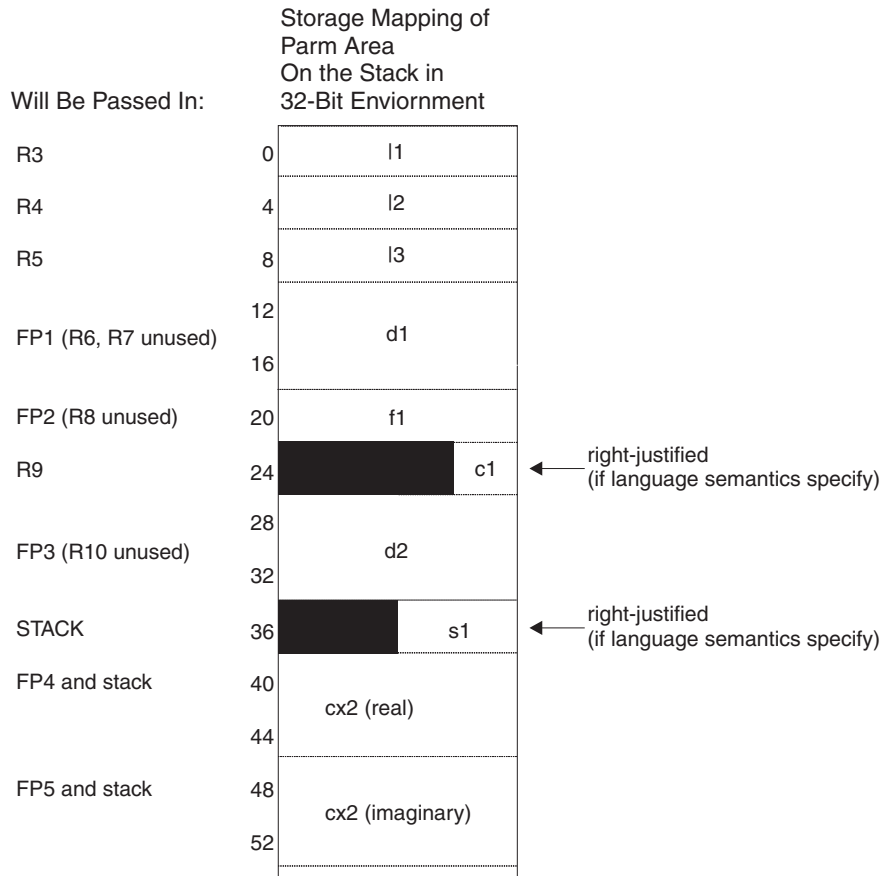 Storage Mapping of
Parm Area
On the Stack in
32-Bit Enviornment
Will Be Passed In:
R3 0 l1
R4 4 l2
R5 8 l3
12
FP1 (R6, R7 unused) d1
16
FP2 (R8 unused) 20 f1
R9 24 c1 right-justified
(if language semantics specify)
28
FP3 (R10 unused) d2
32
STACK 36 s1 right-justified
(if language semantics specify)
FP4 and stack 40
cx2 (real)
44
FP5 and stack 48
cx2 (imaginary)
52